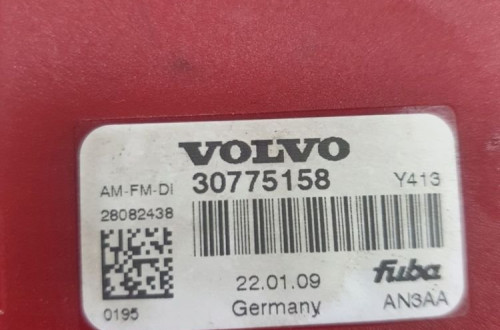 VOLVO
AM-FM-DI 30775158 Y413
28082438
22.01.09 fuba
0195 Germany AN3AA